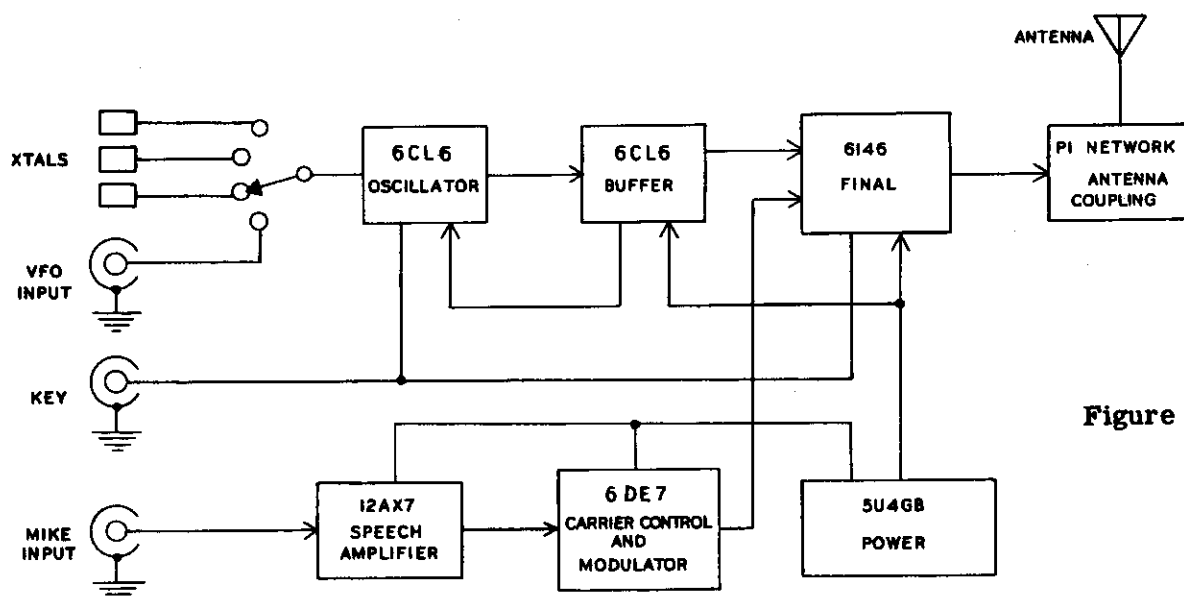 ANTENNA
XTALS
6CL6
OSCILLATOR
6CL6
BUFFER
6146
FINAL
PI NETWORK
ANTENNA
COUPLING
VFO
INPUT
KEY
Figure
MIKE
INPUT
12AX7
SPEECH
AMPLIFIER
6DE7
CARRIER CONTROL
AND
MODULATOR
5U4GB
POWER